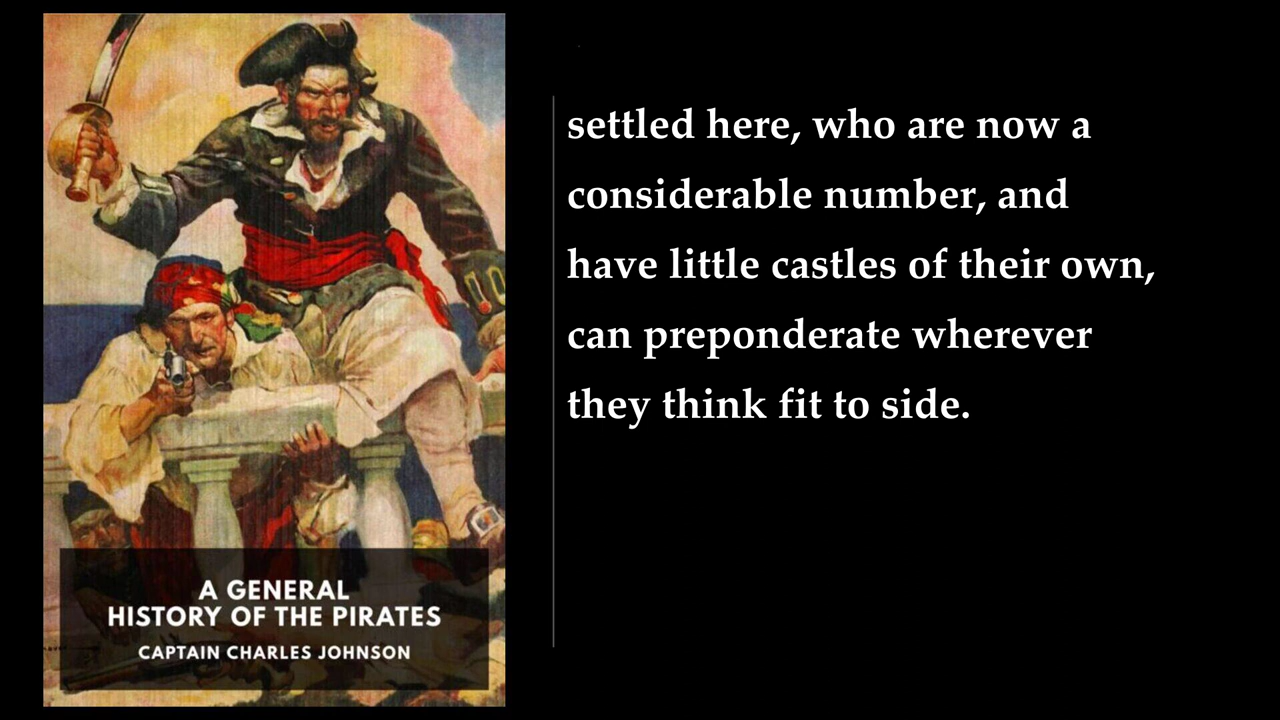 settled here, who are now a
considerable number, and
have little castles of their own,
can preponderate wherever
they think fit to side.
A GENERAL
HISTORY OF THE PIRATES
CAPTAIN CHARLES JOHNSON